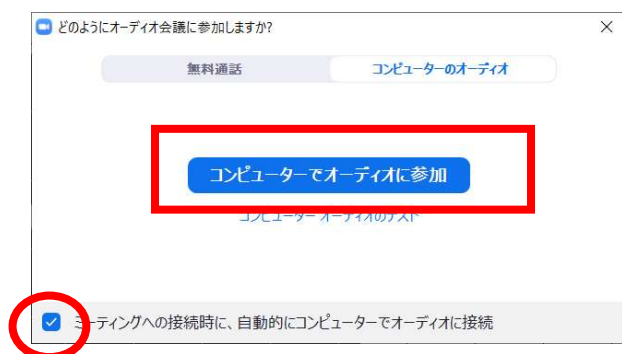 どのようにオーディオ会議に参加しますか?
無料通話 コンピューターのオーディオ
コンピューターでオーディオに参加
コンピューター オーディオのテスト
ミーティングへの接続時に、自動的にコンピューターでオーディオに接続